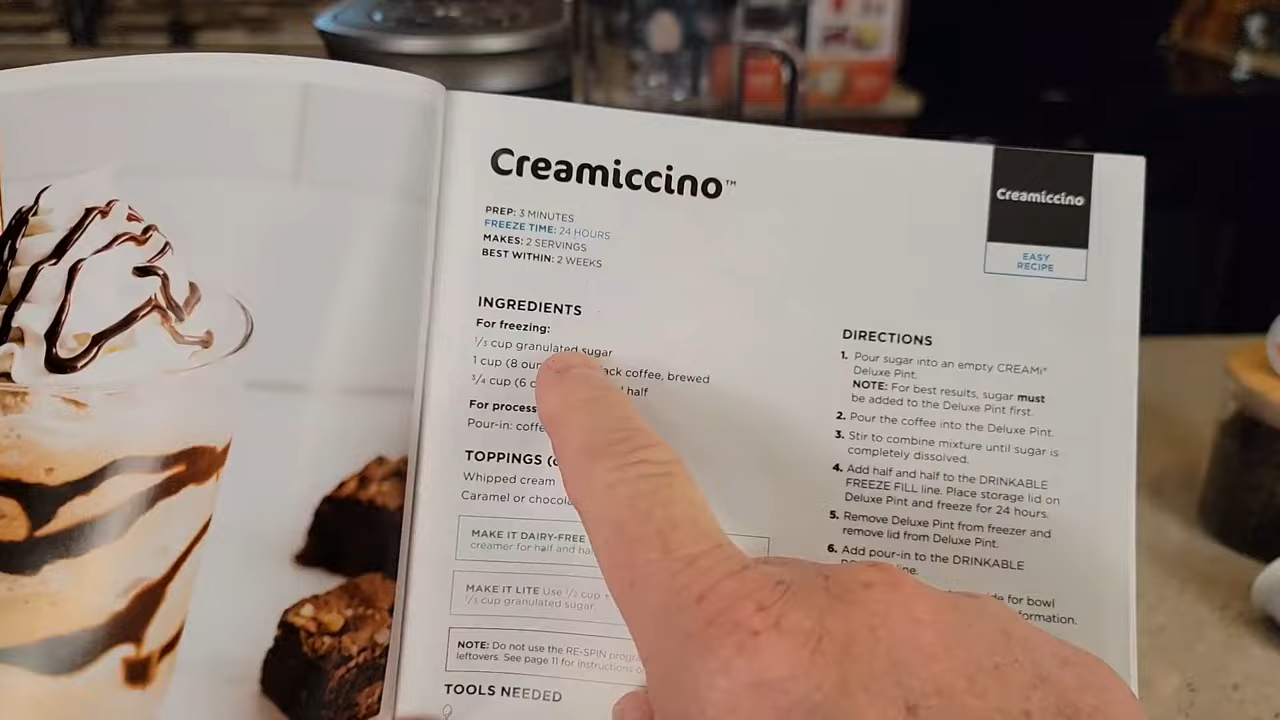 Creamiccino™
Creamiccino
EASY
RECIPE
PREP: 3 MINUTES
FREEZE TIME: 24 HOURS
MAKES: 2 SERVINGS
BEST WITHIN: 2 WEEKS
INGREDIENTS
For freezing:
1/3 cup granulated sugar
1 cup (8 coffee, brewed
3/4 cup (6 half
For
Pour-in:
TOPPINGS
Whipped cream
Caramel or
MAKE IT DAIRY-FREE
creamer for half and
MAKE IT LITE Use 1/2 cup +
1/3 cup granulated sugar.
NOTE: Do not use the RE-SPIN
leftovers. See page 11 for instructions
TOOLS NEEDED
DIRECTIONS
1. Pour sugar into an empty CREAMi®
Deluxe Pint.
NOTE: For best results, sugar must
be added to the Deluxe Pint first.
2. Pour the coffee into the Deluxe Pint.
3. Stir to combine mixture until sugar is
completely dissolved.
4. Add half and half to the DRINKABLE
FREEZE FILL line. Place storage lid on
Deluxe Pint and freeze for 24 hours.
5. Remove Deluxe Pint from freezer and
remove lid from Deluxe Pint.
6. Add pour-in to the DRINKABLE
line.
for bowl